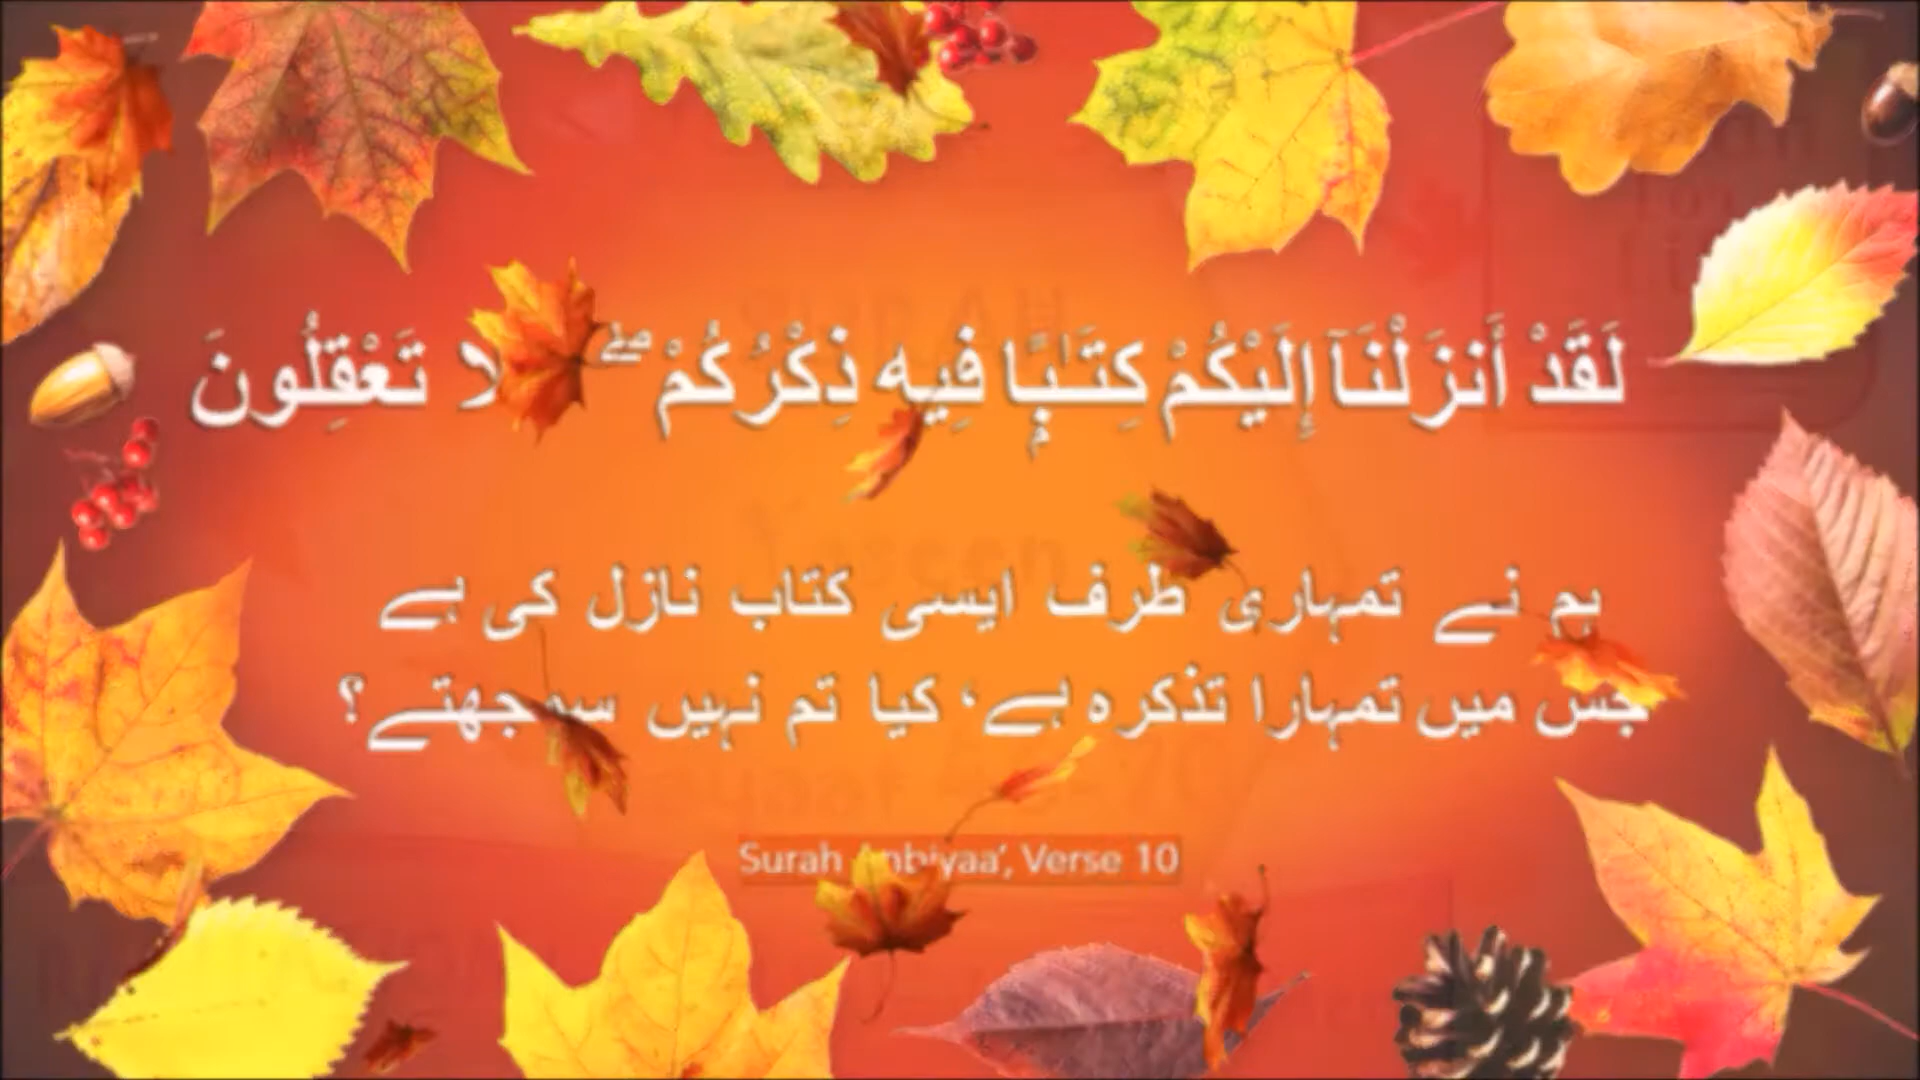 لَقَدْ أَنزَلْنَآ إِلَيْكُمْ كِتَـٰبًۭا فِيهِ ذِكْرُكُمْ ۖ لَا تَعْقِلُونَ
ہم نے تمہاری طرف ایسی کتاب نازل کی ہے
جس میں تمہارا تذکرہ ہے، کیا تم نہیں سمجھتے؟
Surah Anbiyaa’, Verse 10